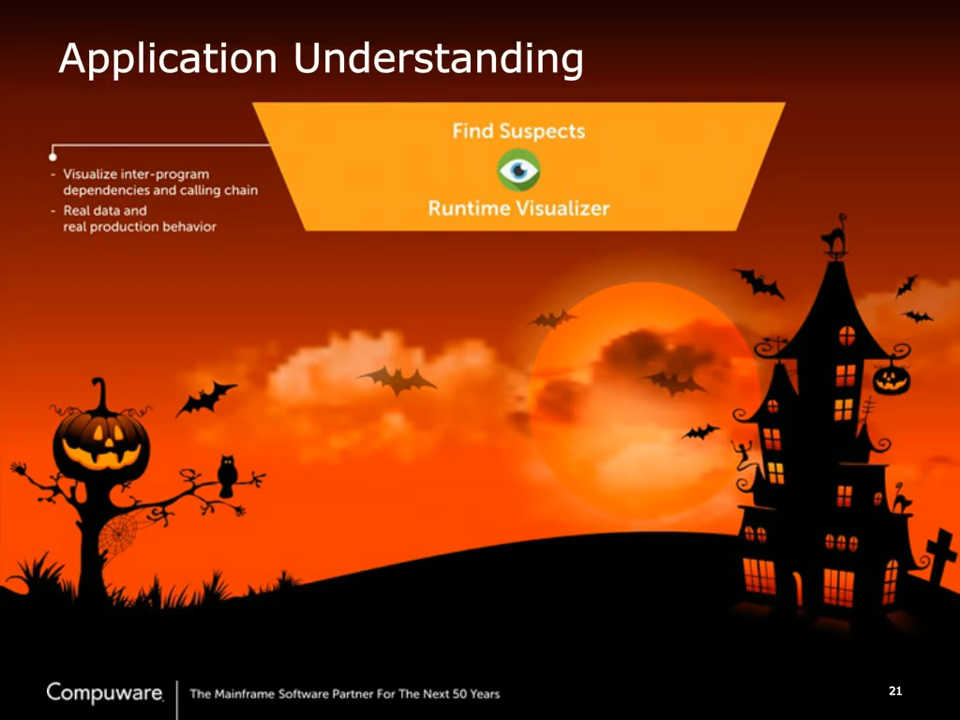 Application Understanding
Find Suspects
Runtime Visualizer
- Visualize inter-program
dependencies and calling chain
- Real data and
real production behavior
Compuware.
The Mainframe Software Partner For The Next 50 Years
21